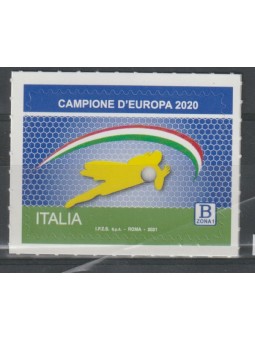 CAMPIONE D'EUROPA 2020
ITALIA
B
ZONA 1
I.P.Z.S. S.p.A. - ROMA - 2021